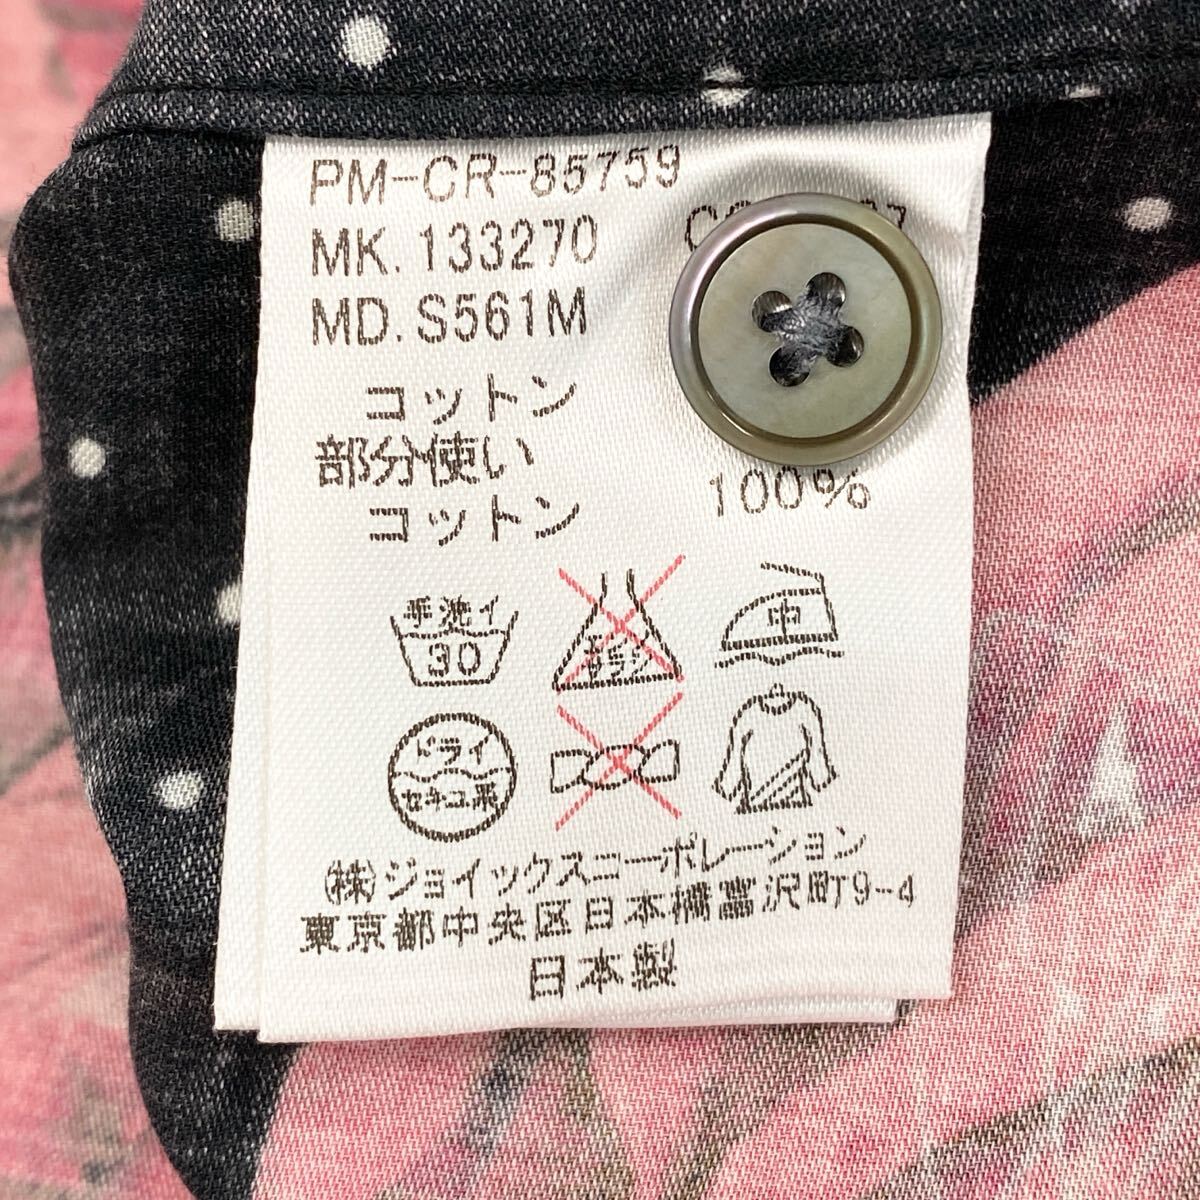 PM-CR-85759
MK. 133270
MD. S561M
コットン
部分使い
コットン 100%
手洗イ
30
中
ドライ
セキユ系
(株)ジョイックスコーポレーション
東京都中央区日本橋富沢町9-4
日本製